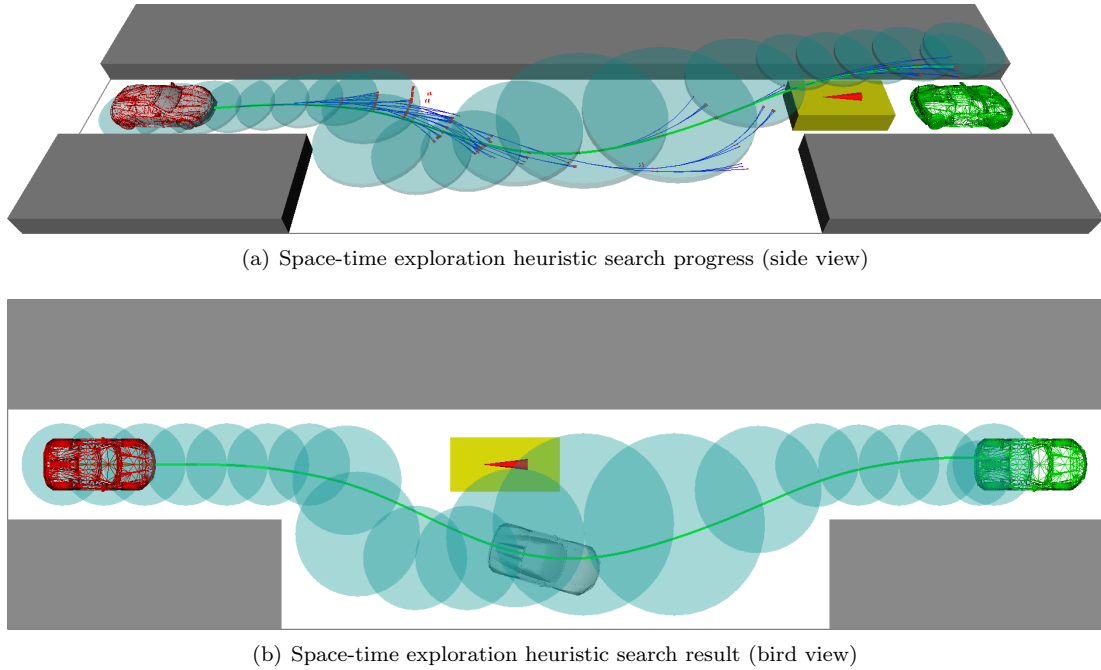 (a) Space-time exploration heuristic search progress (side view)
(b) Space-time exploration heuristic search result (bird view)